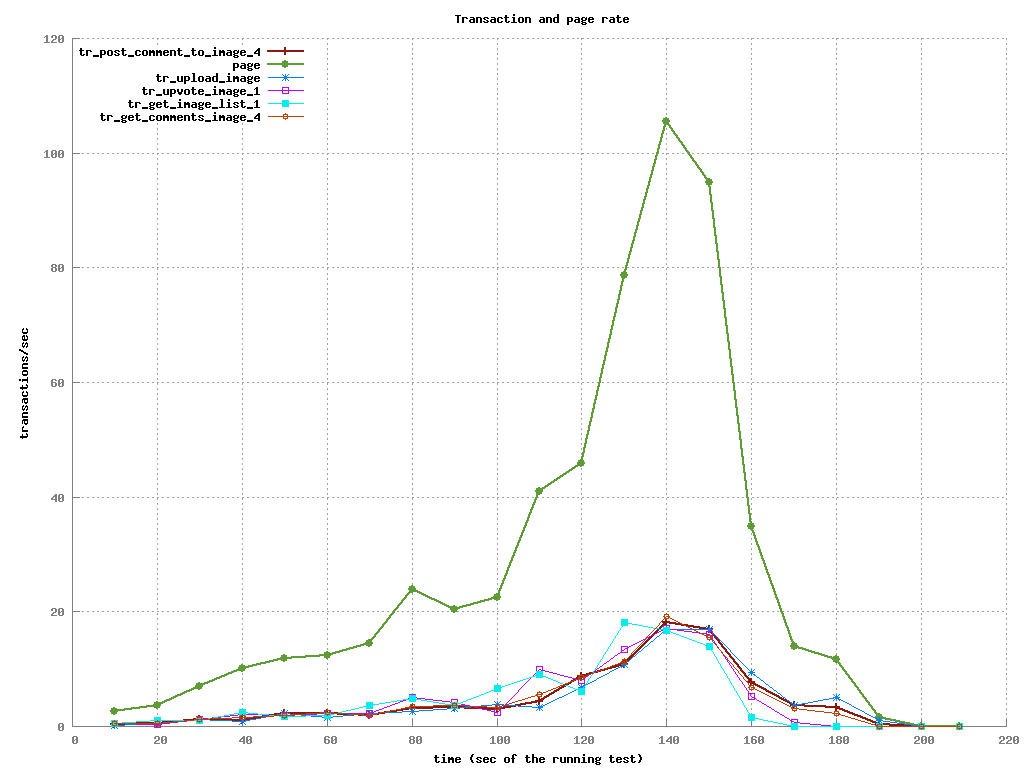 Transaction and page rate
120
100
80
60
40
20
0
tr_post_comment_to_image_4
page
tr_upload_image
tr_upvote_image_1
tr_get_image_list_1
tr_get_comments_image_4
transactions/sec
0 20 40 60 80 100 120 140 160 180 200 220
time (sec of the running test)